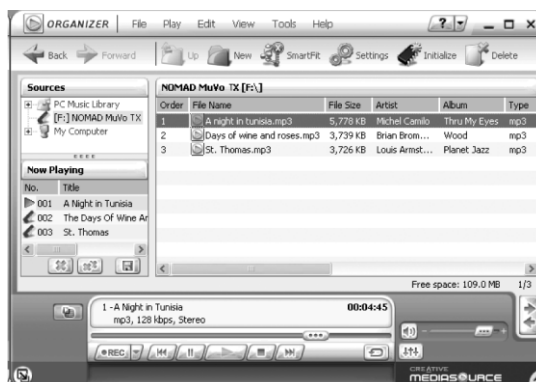 ORGANIZER File Play Edit View Tools Help ?
Back Forward Up New SmartFit Settings Initialize Delete
Sources
PC Music Library
[F:] NOMAD MuVo TX
My Computer
Now Playing
No. Title
001 A Night in Tunisia
002 The Days Of Wine Ar
003 St. Thomas
NOMAD MuVo TX [F:\]
Order File Name File Size Artist Album Type
1 A night in tunisia.mp3 5,778 KB Michel Camilo Thru My Eyes mp3
2 Days of wine and roses.mp3 3,739 KB Brian Brom... Wood mp3
3 St. Thomas.mp3 3,726 KB Louis Armst... Planet Jazz mp3
Free space: 109.0 MB 1/3
1 -A Night in Tunisia 00:04:45
mp3, 128 kbps, Stereo
REC
CREATIVE
MEDIASOURCE